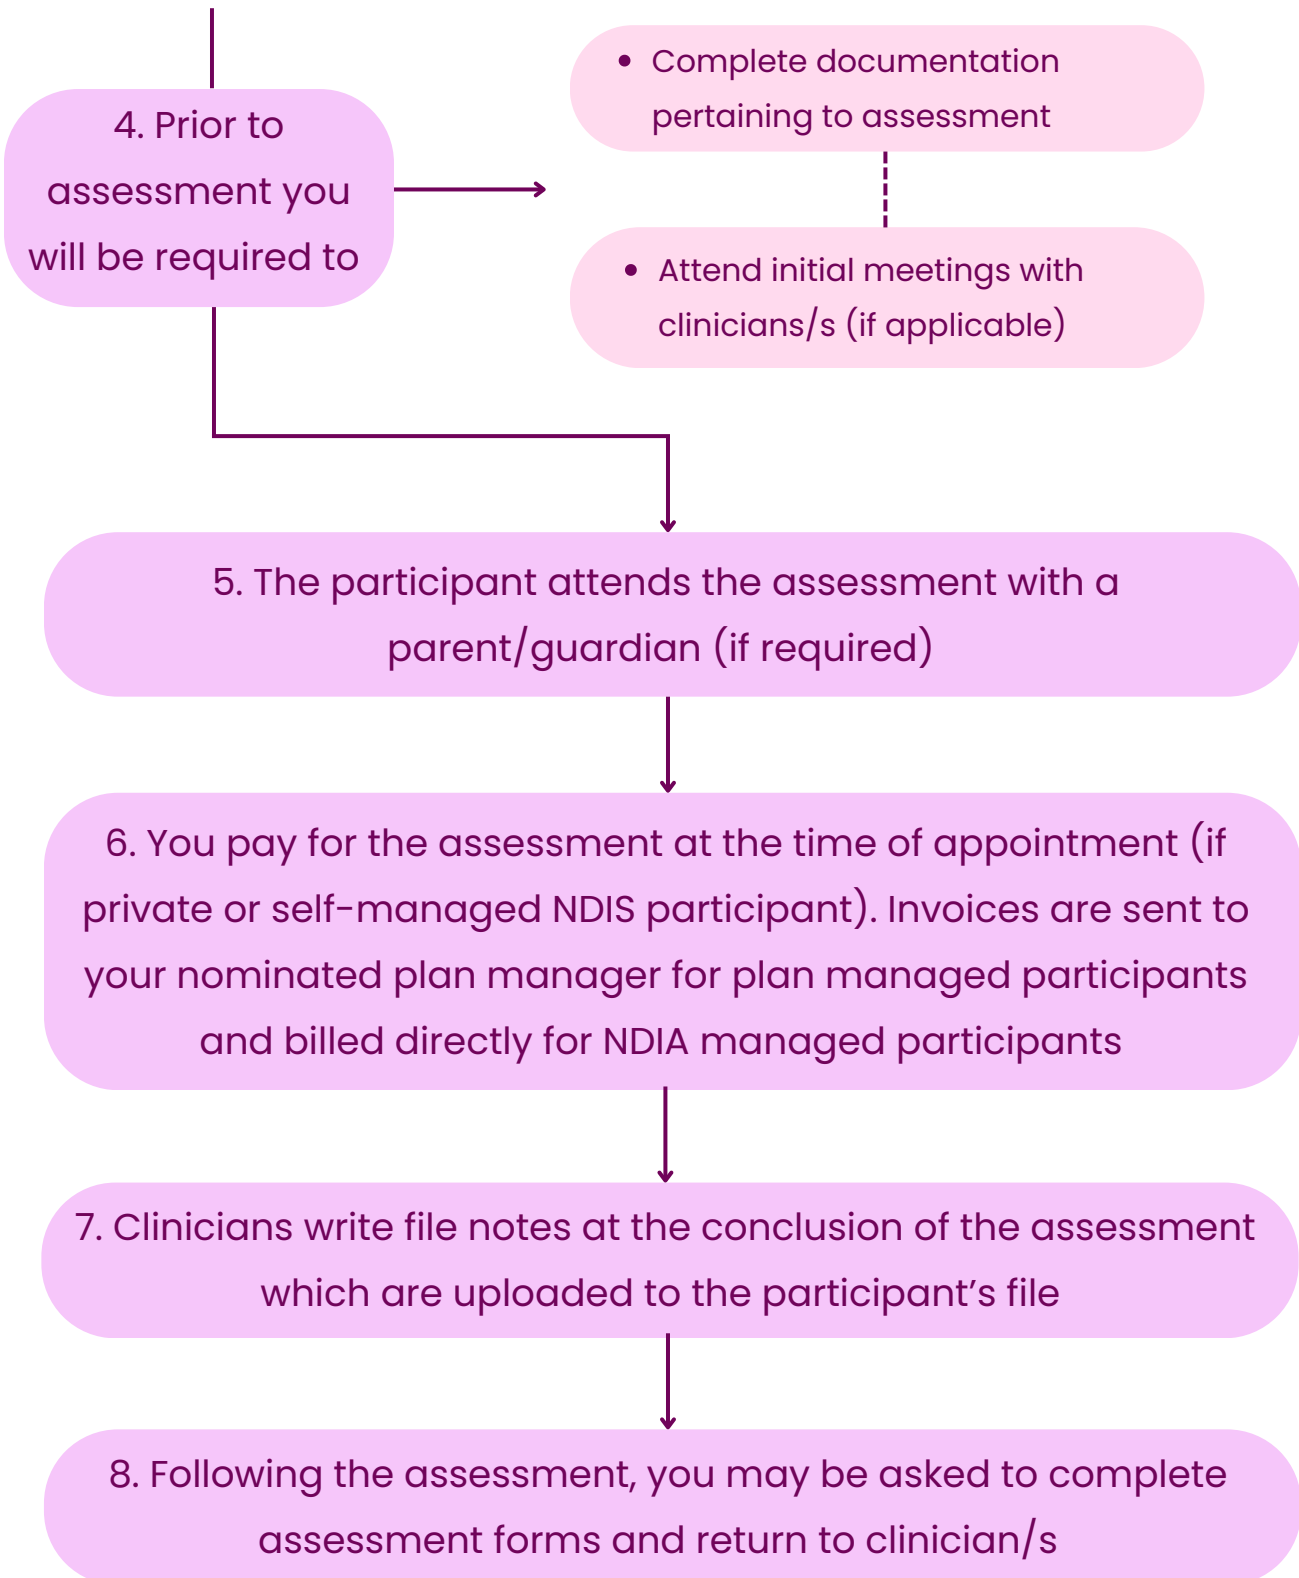 4. Prior to
assessment you
will be required to
• Complete documentation
pertaining to assessment
• Attend initial meetings with
clinicians/s (if applicable)
5. The participant attends the assessment with a
parent/guardian (if required)
6. You pay for the assessment at the time of appointment (if
private or self-managed NDIS participant). Invoices are sent to
your nominated plan manager for plan managed participants
and billed directly for NDIA managed participants
7. Clinicians write file notes at the conclusion of the assessment
which are uploaded to the participant’s file
8. Following the assessment, you may be asked to complete
assessment forms and return to clinician/s